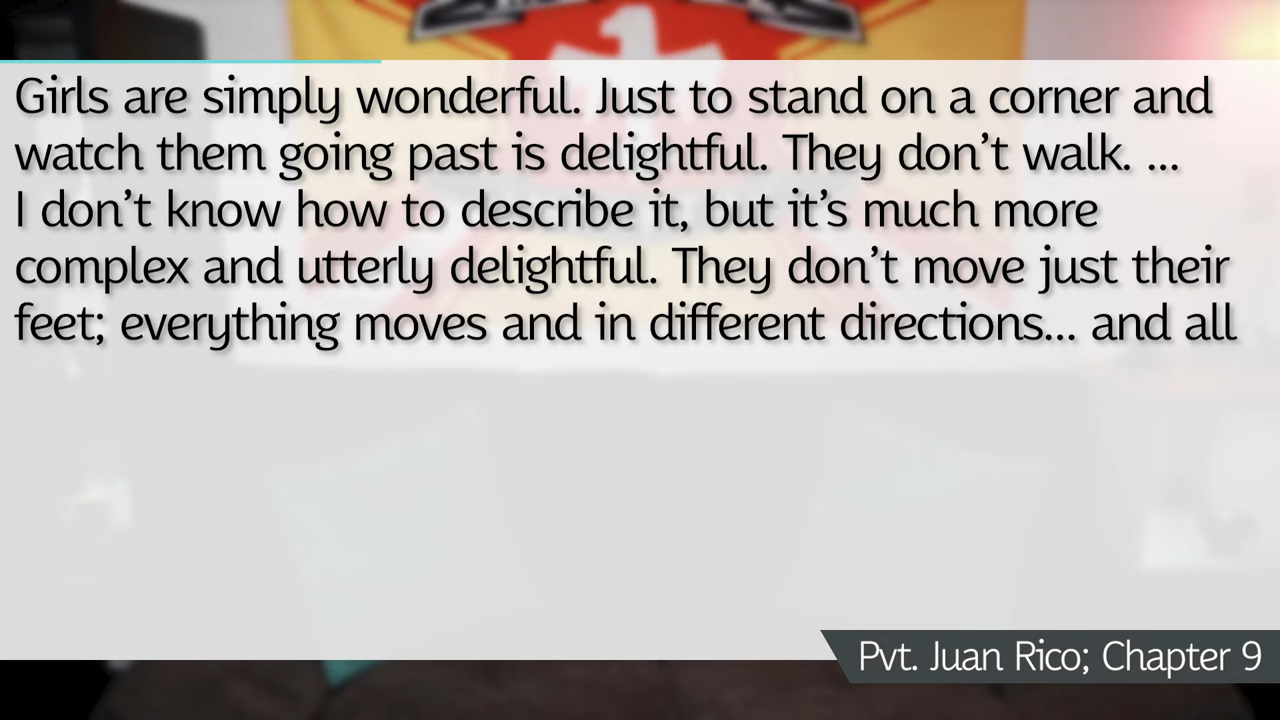 Girls are simply wonderful. Just to stand on a corner and
watch them going past is delightful. They don’t walk. ...
I don’t know how to describe it, but it’s much more
complex and utterly delightful. They don’t move just their
feet; everything moves and in different directions... and all
Pvt. Juan Rico; Chapter 9